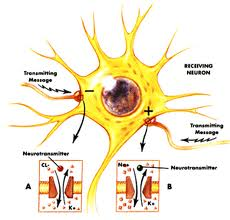 RECEIVING
NEURON
Transmitting
Message
−
+
Transmitting
Message
Neurotransmitter
Neurotransmitter
CL-
Na+
A
B
K+
K+